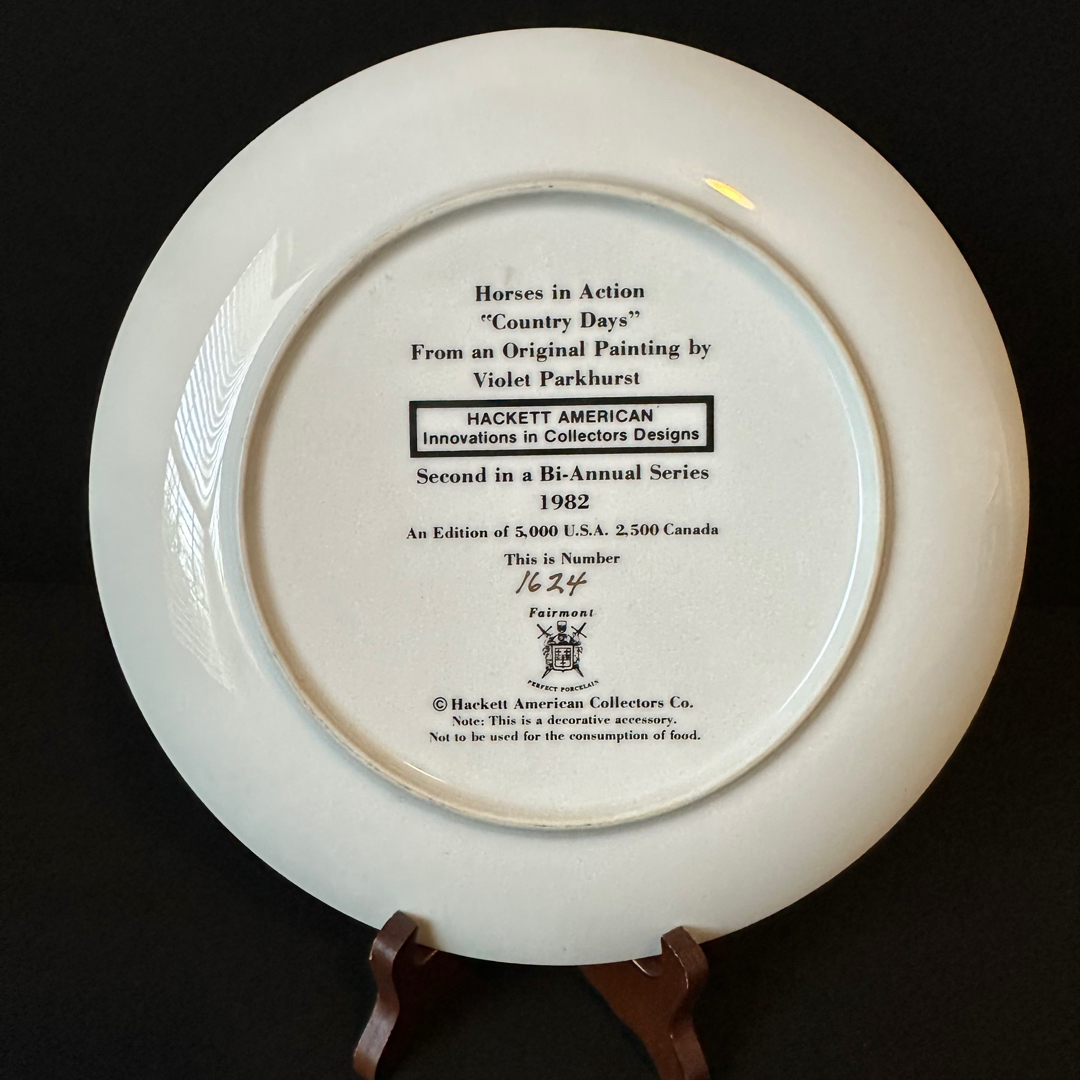 Horses in Action
“Country Days”
From an Original Painting by
Violet Parkhurst
HACKETT AMERICAN
Innovations in Collectors Designs
Second in a Bi-Annual Series
1982
An Edition of 5,000 U.S.A. 2,500 Canada
This is Number
1624
Fairmont
PERFECT PORCELAIN
© Hackett American Collectors Co.
Note: This is a decorative accessory.
Not to be used for the consumption of food.